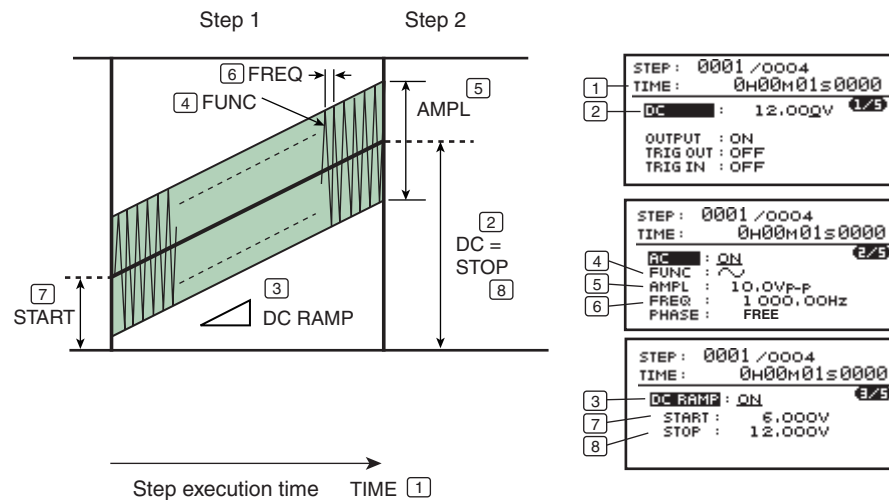 Step 1
Step 2
6 FREQ
4 FUNC
5
AMPL
2
DC =
STOP
8
7
START
3
DC RAMP
Step execution time TIME 1
STEP: 0001/0004
1 TIME: 0H00M01S0000
2 DC : 12.000V 1/5
OUTPUT : ON
TRIG OUT : OFF
TRIG IN : OFF
STEP: 0001/0004
TIME: 0H00M01S0000
AC : ON 2/5
4 FUNC :
5 AMPL : 10.0Vp-p
6 FREQ : 1000.00Hz
PHASE : FREE
STEP: 0001/0004
TIME: 0H00M01S0000
3 DC RAMP : ON 3/5
7 START : 6.000V
8 STOP : 12.000V